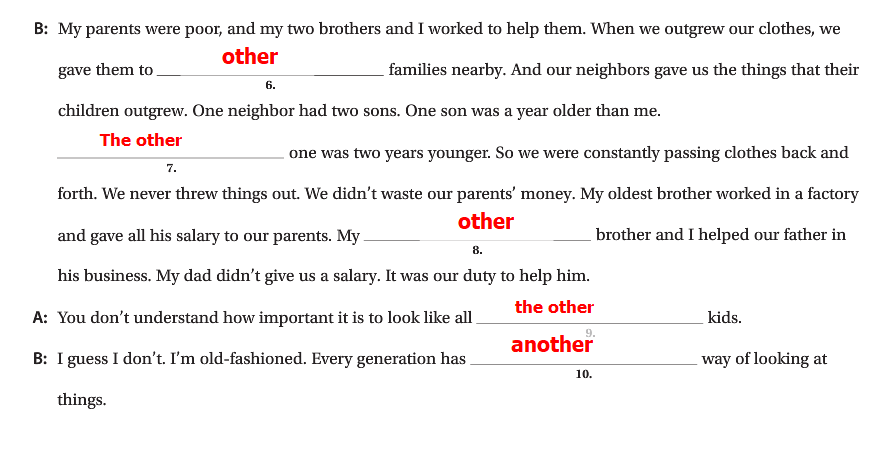 B: My parents were poor, and my two brothers and I worked to help them. When we outgrew our clothes, we
gave them to other families nearby. And our neighbors gave us the things that their
6.
children outgrew. One neighbor had two sons. One son was a year older than me.
The other one was two years younger. So we were constantly passing clothes back and
7.
forth. We never threw things out. We didn't waste our parents' money. My oldest brother worked in a factory
and gave all his salary to our parents. My other brother and I helped our father in
8.
his business. My dad didn't give us a salary. It was our duty to help him.
A: You don't understand how important it is to look like all the other kids.
9.
B: I guess I don't. I'm old-fashioned. Every generation has another way of looking at
10.
things.